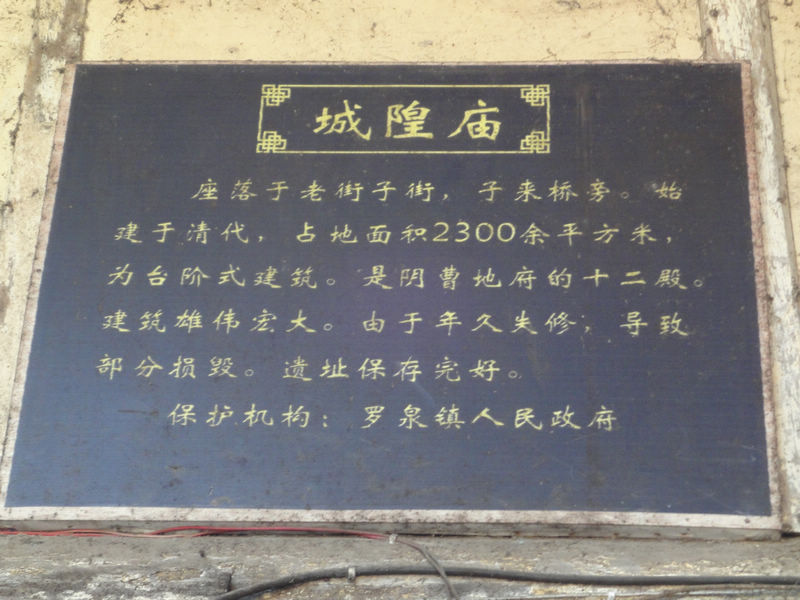 城隍庙
座落于老街子街，子来桥旁。始
建于清代，占地面积2300余平方米，
为台阶式建筑。是阴曹地府的十二殿。
建筑雄伟宏大。由于年久失修，导致
部分损毁。遗址保存完好。
保护机构：罗泉镇人民政府